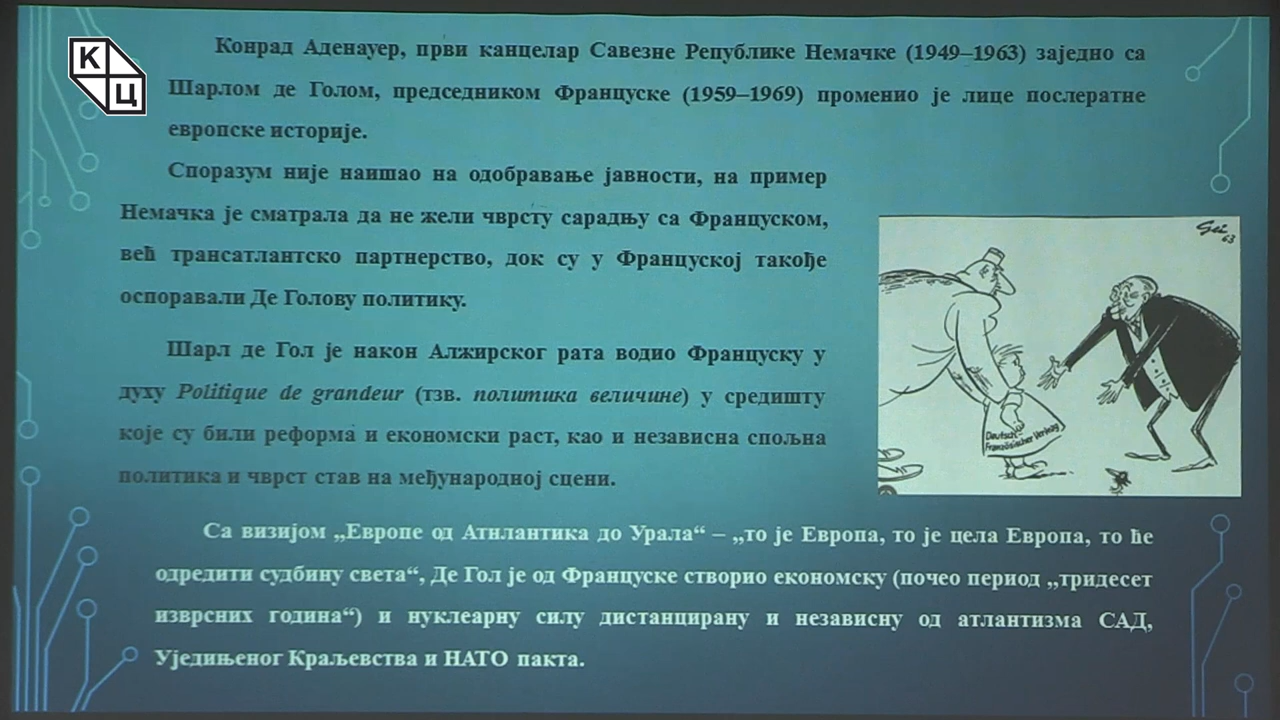 К
Ц
Конрад Аденауер, први канцелар Савезне Републике Немачке (1949–1963) заједно са
Шарлом де Голом, председником Француске (1959–1969) променио је лице послератне
европске историје.
Споразум није наишао на одобравање јавности, на пример
Немачка је сматрала да не жели чврсту сарадњу са Француском,
већ трансатлантско партнерство, док су у Француској такође
оспоравали Де Голову политику.
Шарл де Гол је након Алжирског рата водио Француску у
духу Politique de grandeur (тзв. политика величине) у средишту
које су били реформа и економски раст, као и независна спољна
политика и чврст став на међународној сцени.
Deutsch-
Französischer Vertrag
63
Са визијом „Европе од Атилантика до Урала“ – „то је Европа, то је цела Европа, то ће
одредити судбину света“, Де Гол је од Француске створио економску (почео период „тридесет
изврсних година“) и нуклеарну силу дистанцирану и независну од атлантизма САД,
Уједињеног Краљевства и НАТО пакта.